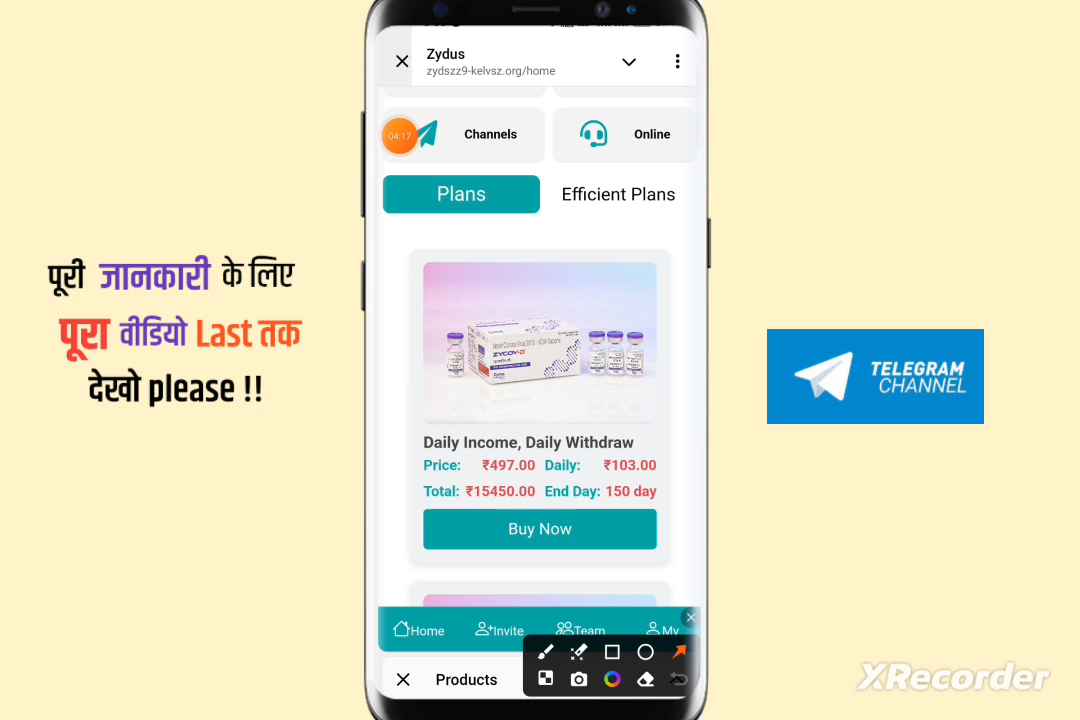 Zydus
zydszz9-kelvsz.org/home
04:17
Channels
Online
Plans
Efficient Plans
पूरी जानकारी के लिए
पूरा वीडियो Last तक
देखो please !!
TELEGRAM
CHANNEL
ZYCOV-D
Daily Income, Daily Withdraw
Price: ₹497.00 Daily: ₹103.00
Total: ₹15450.00 End Day: 150 day
Buy Now
Home
Invite
Team
My
Products
XRecorder